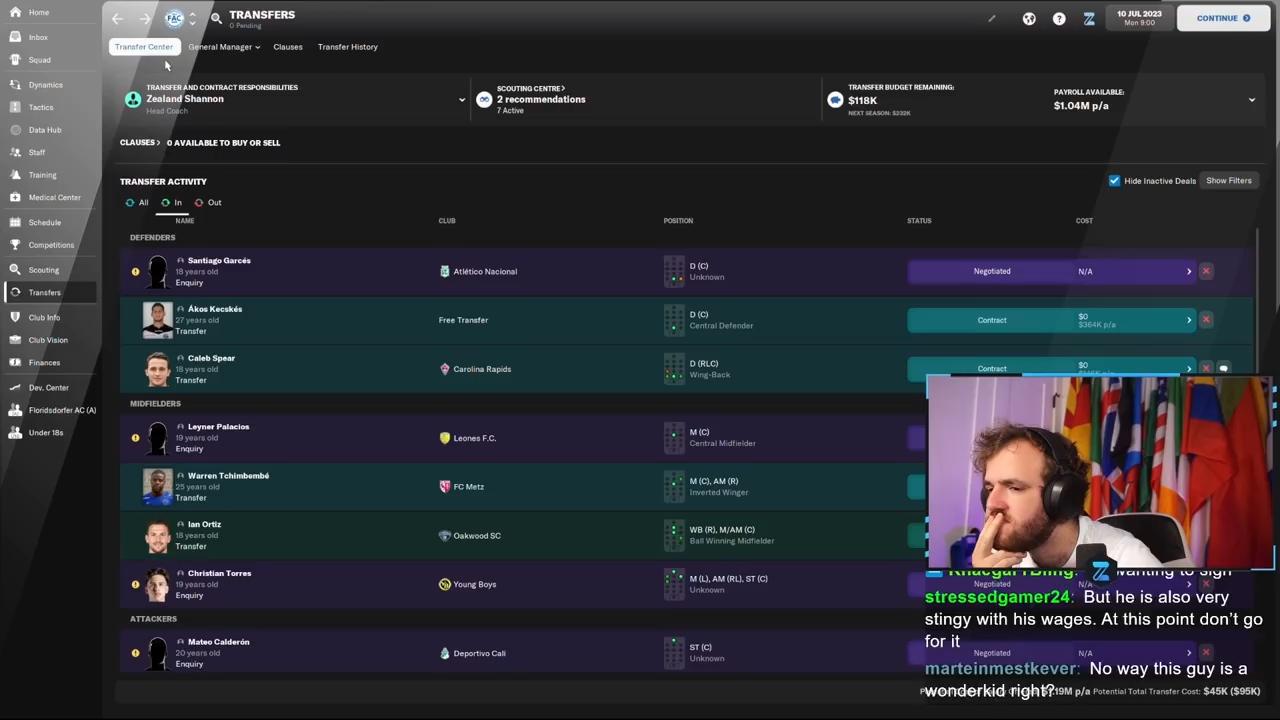 Home
Inbox
Squad
Dynamics
Tactics
Data Hub
Staff
Training
Medical Center
Schedule
Competitions
Scouting
Transfers
Club Info
Club Vision
Finances
Dev. Center
Floridsdorfer AC (A)
Under 18s
FAC
TRANSFERS
0 Pending
10 JUL 2023
Mon 9:00
CONTINUE
Transfer Center
General Manager
Clauses
Transfer History
TRANSFER AND CONTRACT RESPONSIBILITIES
Zealand Shannon
Head Coach
SCOUTING CENTRE>
2 recommendations
7 Active
TRANSFER BUDGET REMAINING:
$118K
NEXT SEASON: $232K
PAYROLL AVAILABLE:
$1.04M p/a
CLAUSES> 0 AVAILABLE TO BUY OR SELL
TRANSFER ACTIVITY
Hide Inactive Deals
Show Filters
All In Out
NAME CLUB POSITION STATUS COST
DEFENDERS
Santiago Garcés
18 years old
Enquiry
Atlético Nacional
D (C)
Unknown
Negotiated N/A
Ákos Kecskés
27 years old
Transfer
Free Transfer
D (C)
Central Defender
Contract
$0
$364K p/a
Caleb Spear
18 years old
Transfer
Carolina Rapids
D (RLC)
Wing-Back
Contract
$0
MIDFIELDERS
Leyner Palacios
19 years old
Enquiry
Leones F.C.
M (C)
Central Midfielder
Warren Tchimbembé
25 years old
Transfer
FC Metz
M (C), AM (R)
Inverted Winger
Ian Ortiz
18 years old
Transfer
Oakwood SC
WB (R), M/AM (C)
Ball Winning Midfielder
Christian Torres
19 years old
Enquiry
Young Boys
M (L), AM (RL), ST (C)
Unknown
Negotiated N/A
ATTACKERS
Mateo Calderón
20 years old
Enquiry
Deportivo Cali
ST (C)
Unknown
Negotiated N/A
wanting to sign
stressedgamer24: But he is also very
stingy with his wages. At this point don't go
for it
marteinmestkever: No way this guy is a
wonderkid right?
p/a Potential Total Transfer Cost: $45K ($95K)